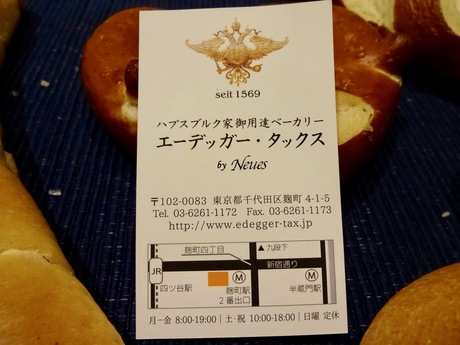 seit 1569
ハプスブルク家御用達ベーカリー
エーデッガー・タックス
by Neues
〒102-0083 東京都千代田区麹町 4-1-5
Tel. 03-6261-1172 Fax. 03-6261-1173
http://www.edegger-tax.jp
麹町四丁目
▲九段下
新宿通り
JR
M
M
四ツ谷駅
麹町駅
2番出口
半蔵門駅
月ー金 8:00-19:00│土・祝 10:00-18:00│日曜 定休